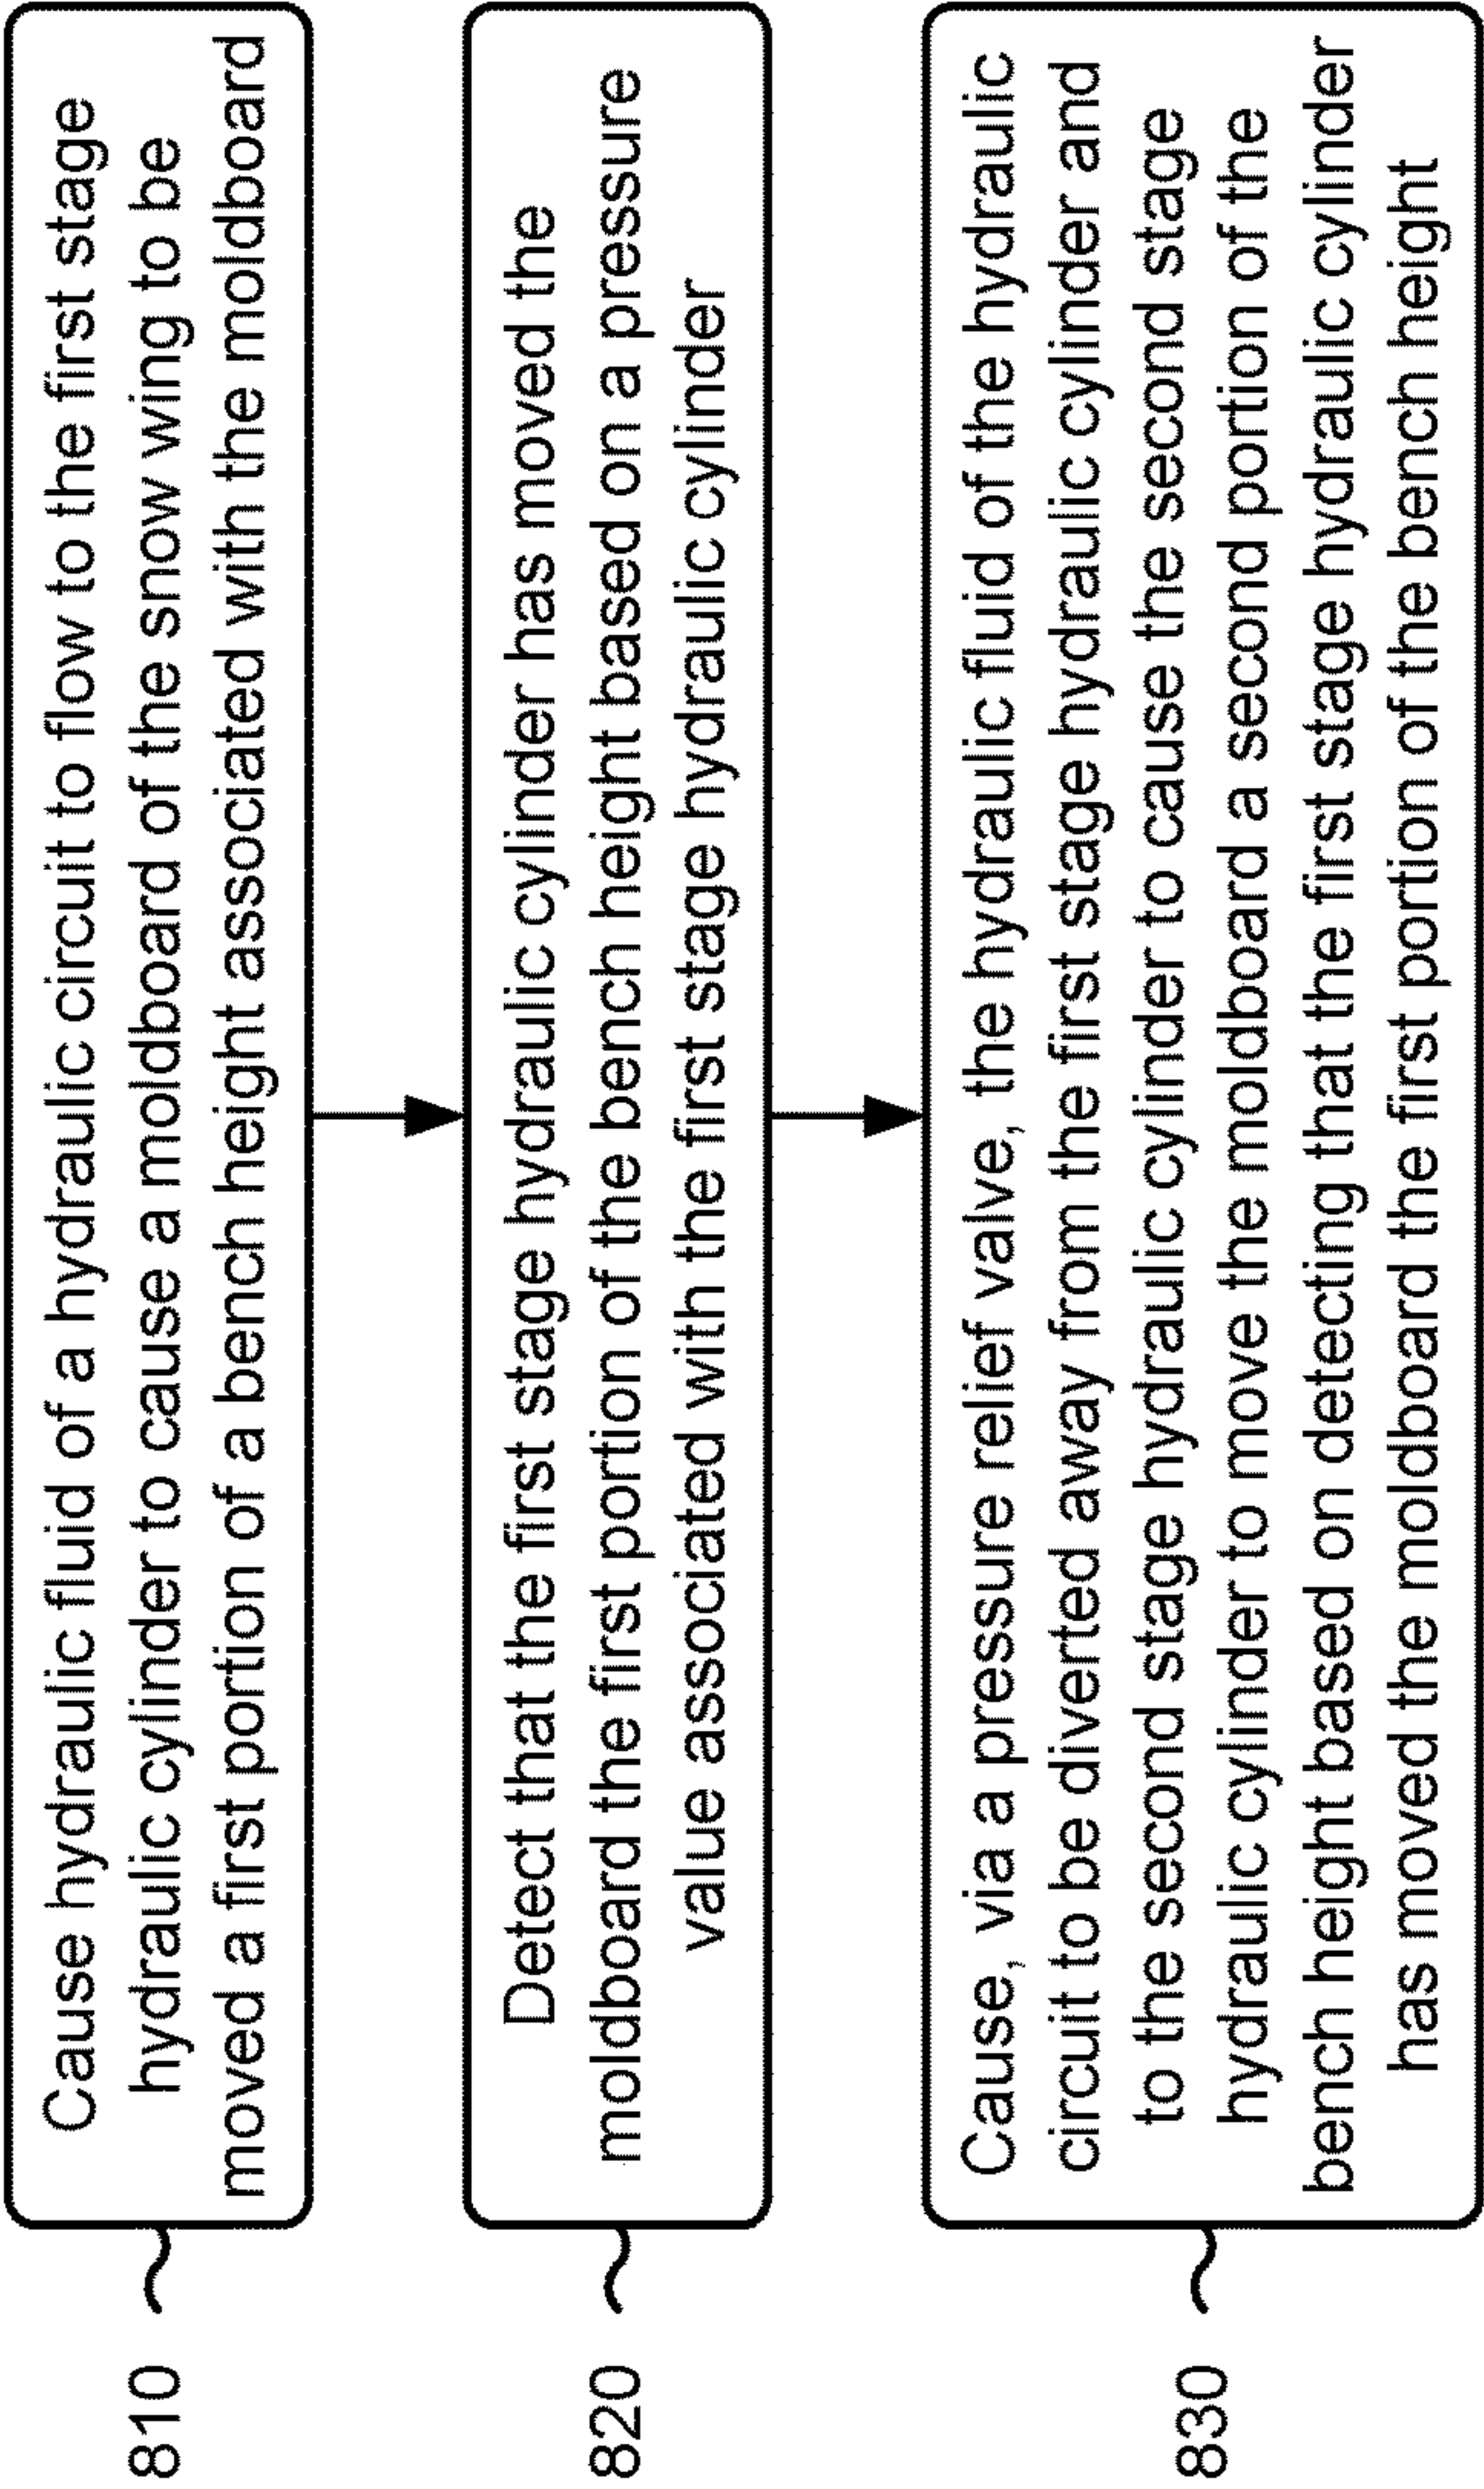 810
Cause hydraulic fluid of a hydraulic circuit to flow to the first stage
hydraulic cylinder to cause a moldboard of the snow wing to be
moved a first portion of a bench height associated with the moldboard
820
Detect that the first stage hydraulic cylinder has moved the
moldboard the first portion of the bench height based on a pressure
value associated with the first stage hydraulic cylinder
830
Cause, via a pressure relief valve, the hydraulic fluid of the hydraulic
circuit to be diverted away from the first stage hydraulic cylinder and
to the second stage hydraulic cylinder to cause the second stage
hydraulic cylinder to move the moldboard a second portion of the
bench height based on detecting that the first stage hydraulic cylinder
has moved the moldboard the first portion of the bench height